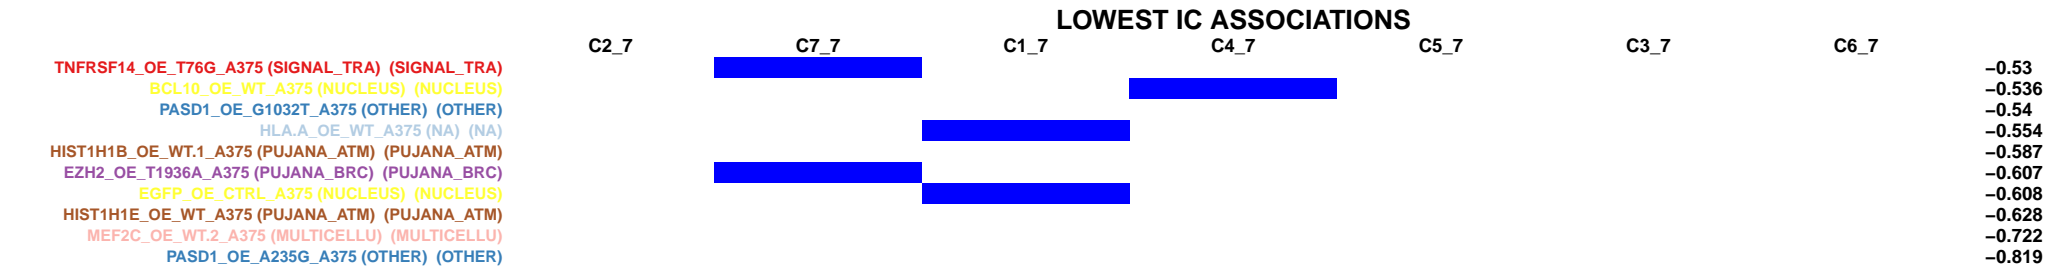 LOWEST IC ASSOCIATIONS
C2_7 C7_7 C1_7 C4_7 C5_7 C3_7 C6_7
TNFRSF14_OE_T76G_A375 (SIGNAL_TRA) (SIGNAL_TRA) −0.53
BCL10_OE_WT_A375 (NUCLEUS) (NUCLEUS) −0.536
PASD1_OE_G1032T_A375 (OTHER) (OTHER) −0.54
HLA.A_OE_WT_A375 (NA) (NA) −0.554
HIST1H1B_OE_WT.1_A375 (PUJANA_ATM) (PUJANA_ATM) −0.587
EZH2_OE_T1936A_A375 (PUJANA_BRC) (PUJANA_BRC) −0.607
EGFP_OE_CTRL_A375 (NUCLEUS) (NUCLEUS) −0.608
HIST1H1E_OE_WT_A375 (PUJANA_ATM) (PUJANA_ATM) −0.628
MEF2C_OE_WT.2_A375 (MULTICELLU) (MULTICELLU) −0.722
PASD1_OE_A235G_A375 (OTHER) (OTHER) −0.819